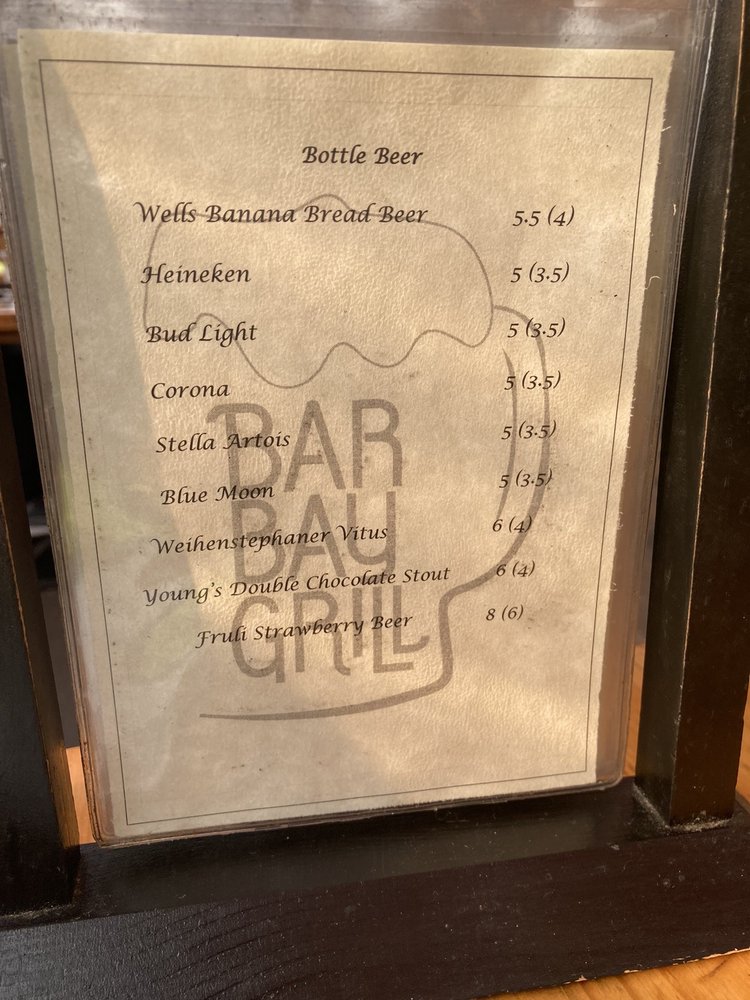 Bottle Beer
Wells Banana Bread Beer 5.5 (4)
Heineken 5 (3.5)
Bud Light 5 (3.5)
Corona 5 (3.5)
Stella Artois 5 (3.5)
Blue Moon 5 (3.5)
Weihenstephaner Vitus 6 (4)
Young's Double Chocolate Stout 6 (4)
Fruli Strawberry Beer 8 (6)
BAR
BAY
GRILL